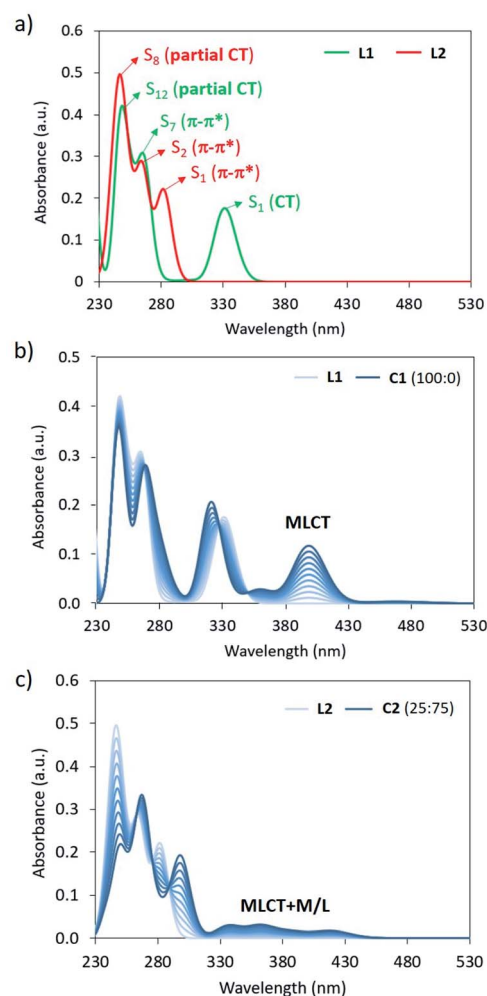 a)
0.6
0.5
0.4
0.3
0.2
0.1
0
Absorbance (a.u.)
S8 (partial CT)
S12 (partial CT)
S7 (π-π*)
S2 (π-π*)
S1 (π-π*)
S1 (CT)
L1 L2
230 280 330 380 430 480 530
Wavelength (nm)
b)
0.5
0.4
0.3
0.2
0.1
0.0
Absorbance (a.u.)
L1 C1 (100:0)
MLCT
230 280 330 380 430 480 530
Wavelength (nm)
c)
0.6
0.5
0.4
0.3
0.2
0.1
0.0
Absorbance (a.u.)
L2 C2 (25:75)
MLCT+M/L
230 280 330 380 430 480 530
Wavelength (nm)